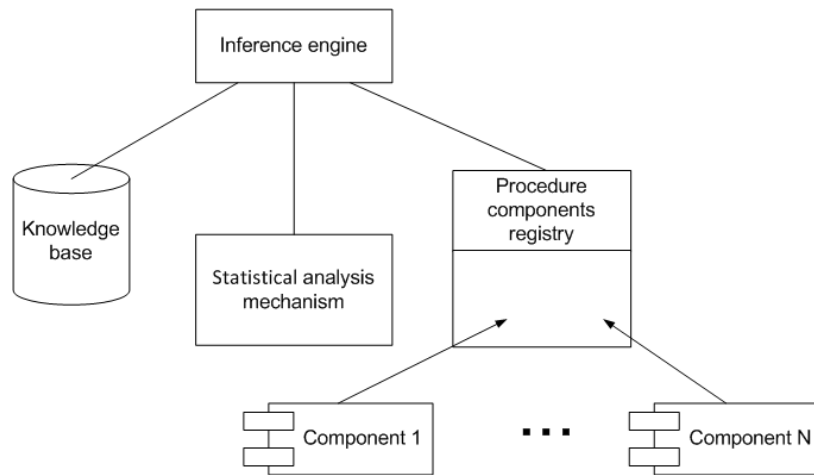 Inference engine
Knowledge
base
Statistical analysis
mechanism
Procedure
components
registry
Component 1
...
Component N